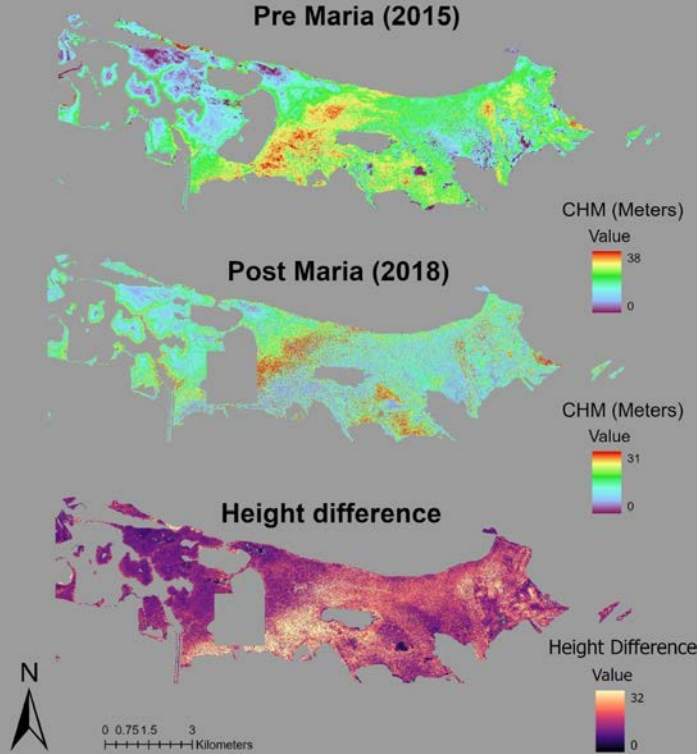 Pre Maria (2015)
CHM (Meters)
Value
38
0
Post Maria (2018)
CHM (Meters)
Value
31
0
Height difference
Height Difference
Value
32
0
N
0 0.75 1.5 3
Kilometers